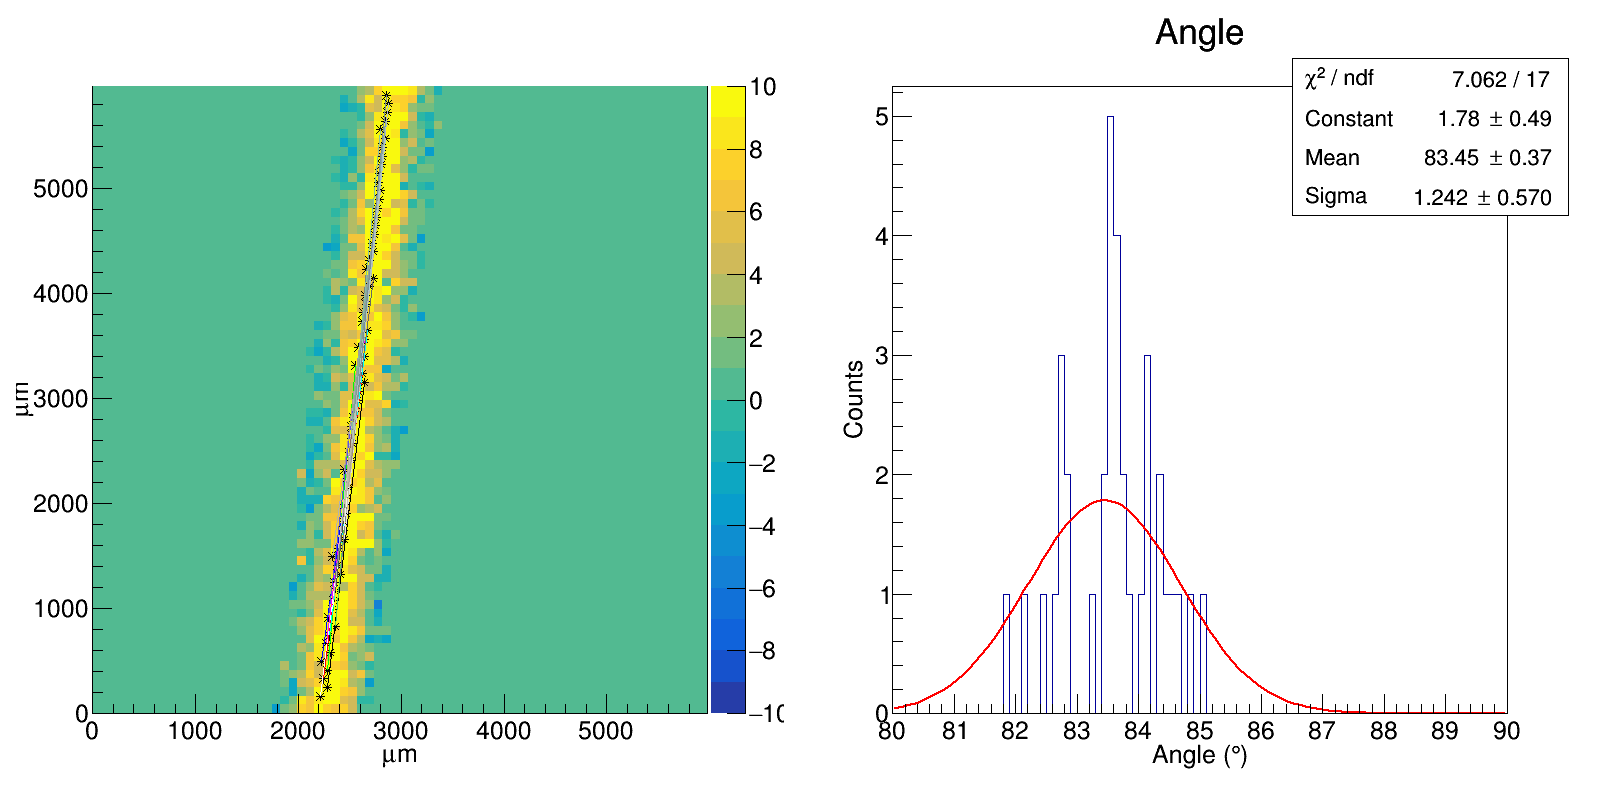 Angle
χ² / ndf 7.062 / 17
Constant 1.78 ± 0.49
Mean 83.45 ± 0.37
Sigma 1.242 ± 0.570
10
8
6
4
2
0
−2
−4
−6
−8
−10
5000
4000
3000
2000
1000
0
μm
0 1000 2000 3000 4000 5000
μm
5
4
3
2
1
0
Counts
80 81 82 83 84 85 86 87 88 89 90
Angle (°)